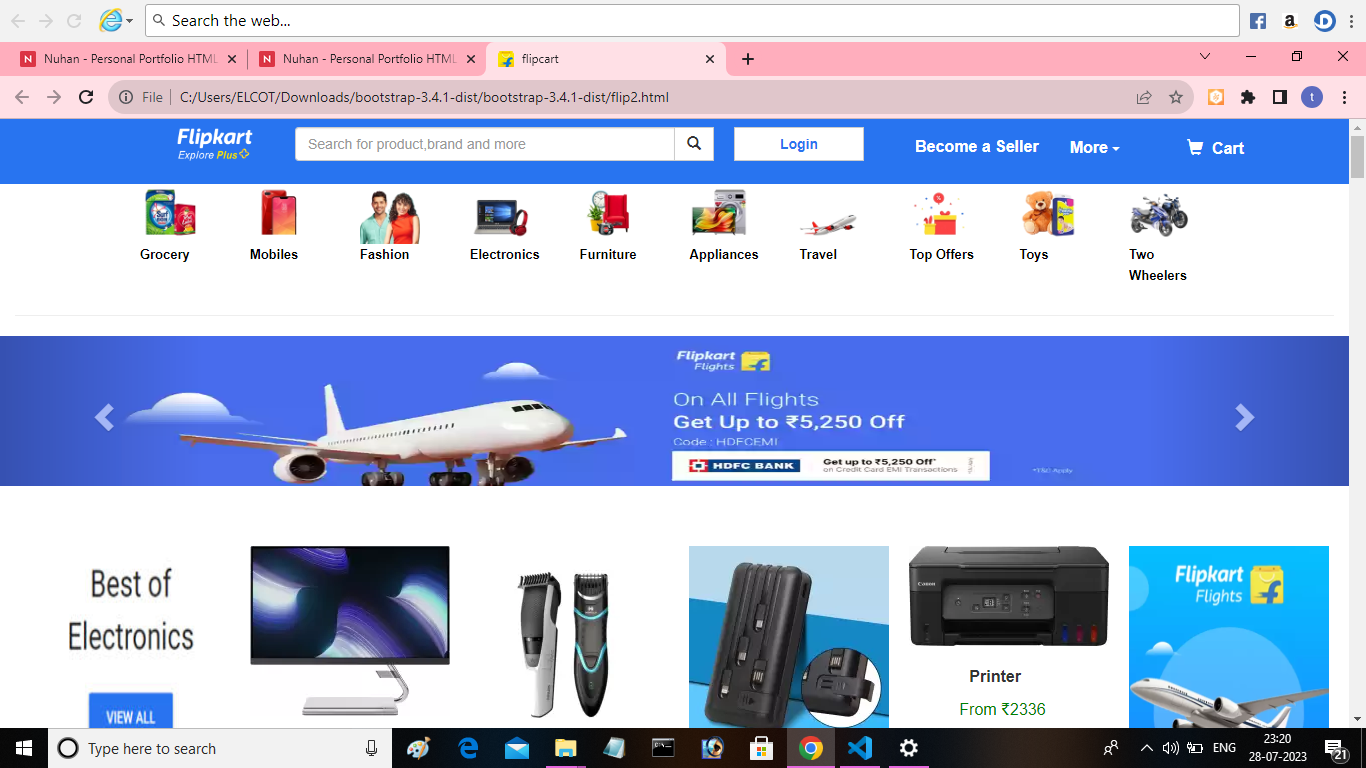 Search the web...
Nuhan - Personal Portfolio HTML
Nuhan - Personal Portfolio HTML
flipcart
File
C:/Users/ELCOT/Downloads/bootstrap-3.4.1-dist/bootstrap-3.4.1-dist/flip2.html
t
Flipkart
Explore Plus
Search for product,brand and more
Login
Become a Seller
More
Cart
Grocery
Mobiles
Fashion
Electronics
Furniture
Appliances
Travel
Top Offers
Toys
Two
Wheelers
Flipkart
Flights
On All Flights
Get Up to ₹5,250 Off
Code : HDFCEMI
HDFC BANK
Get up to ₹5,250 Off*
on Credit Card EMI Transactions
*T&C Apply
Best of
Electronics
VIEW ALL
Canon
Printer
From ₹2336
Flipkart
Flights
Type here to search
ENG
23:20
28-07-2023
21